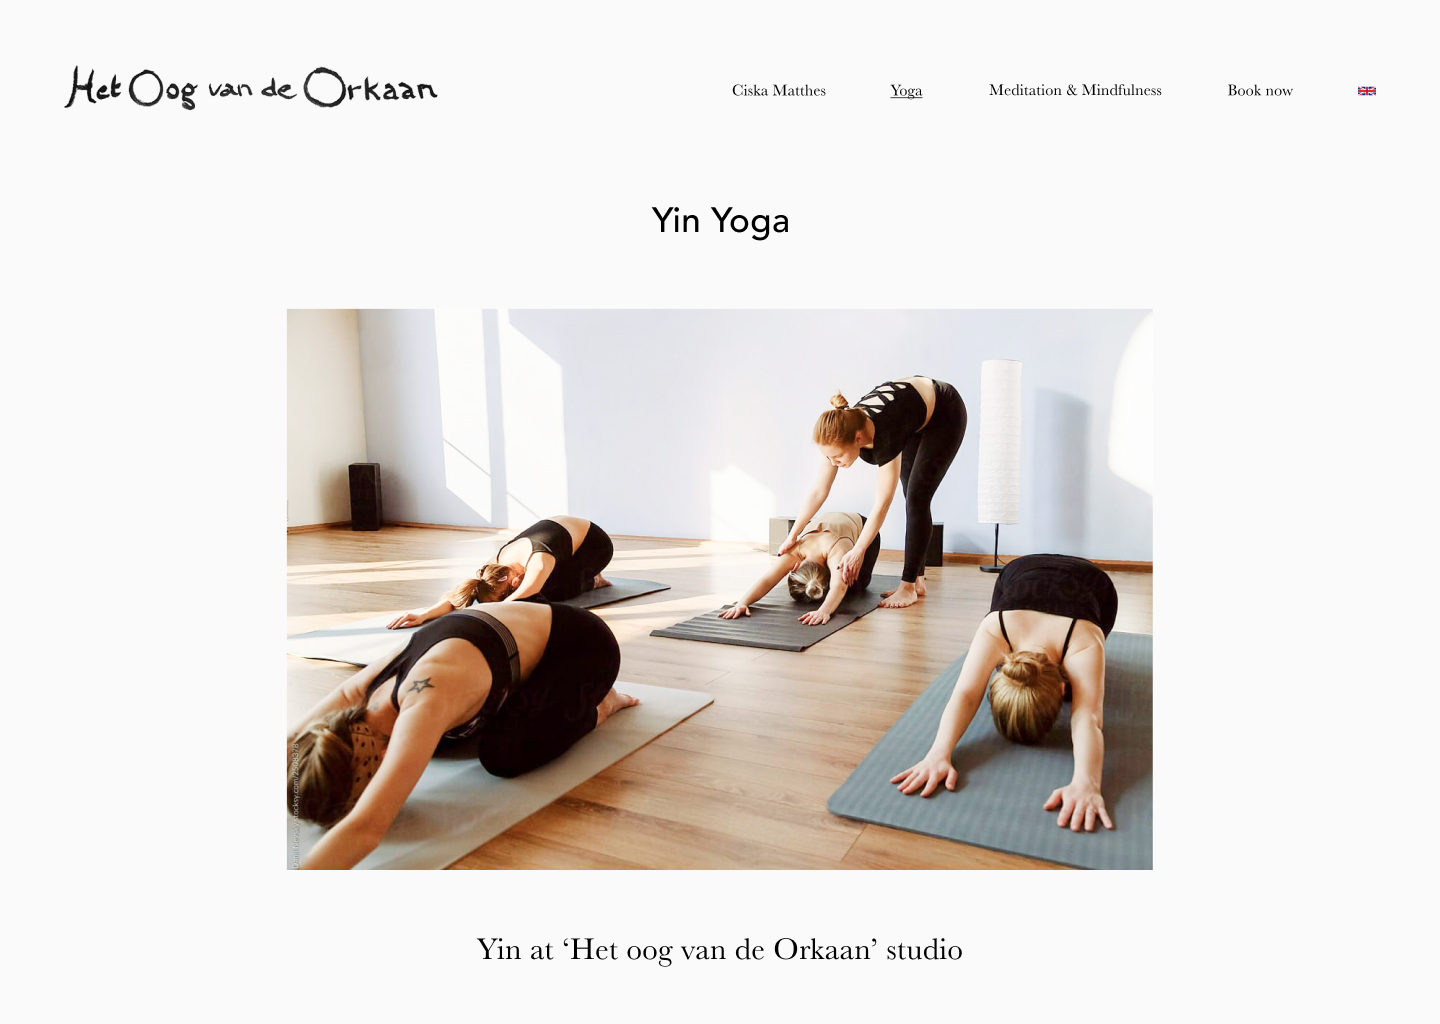 Het Oog van de Orkaan
Ciska Matthes
Yoga
Meditation & Mindfulness
Book now
Yin Yoga
Yin at ‘Het oog van de Orkaan’ studio